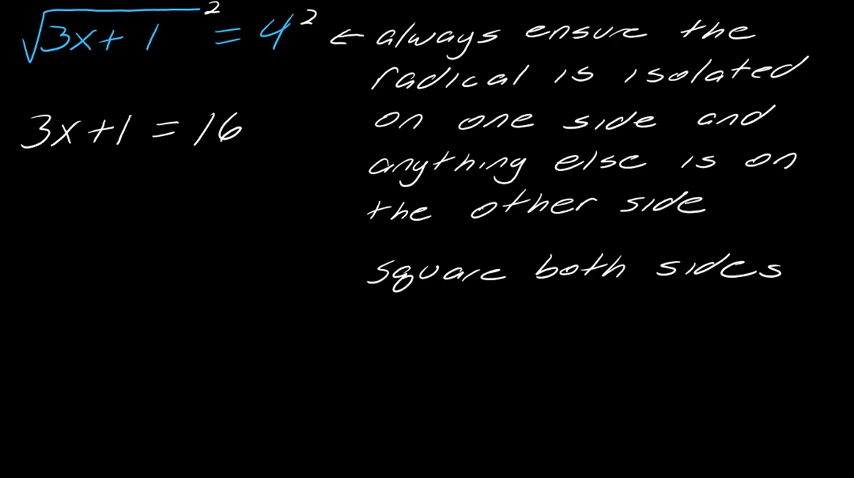 √3x+1² = 4² ← always ensure the
radical is isolated
3x+1 = 16 on one side and
anything else is on
the other side
square both sides